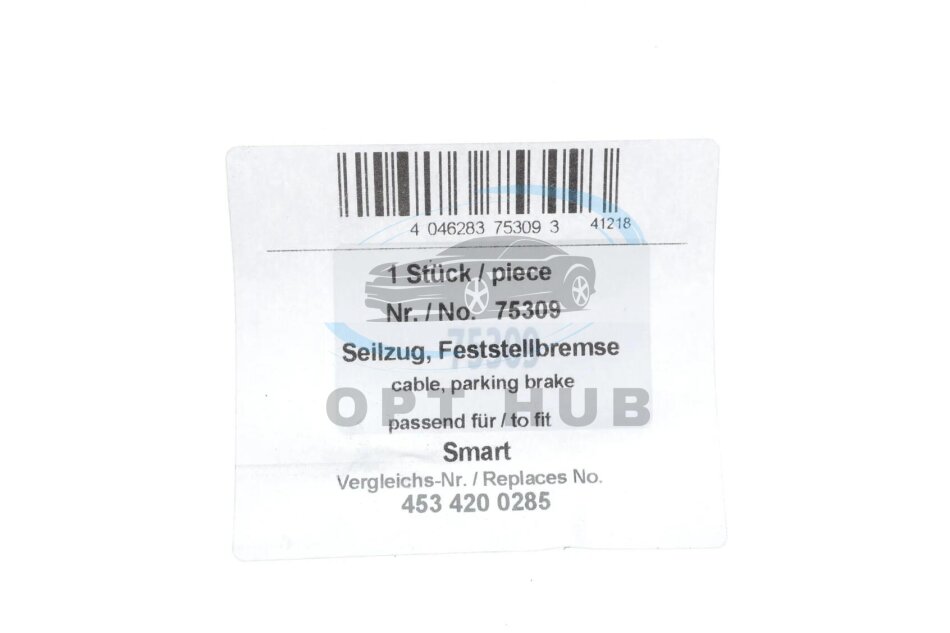 4 046283 75309 3 41218
1 Stück / piece
Nr. / No. 75309
75309
Seilzug, Feststellbremse
cable, parking brake
OPT HUB
passend für / to fit
Smart
Vergleichs-Nr. / Replaces No.
453 420 0285